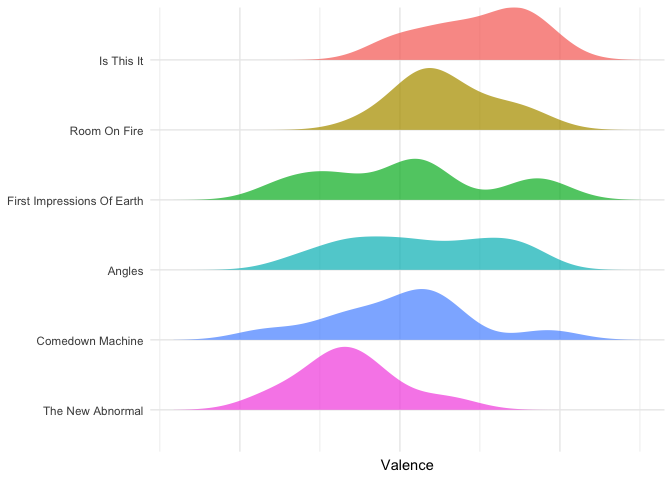 Is This It
Room On Fire
First Impressions Of Earth
Angles
Comedown Machine
The New Abnormal
Valence